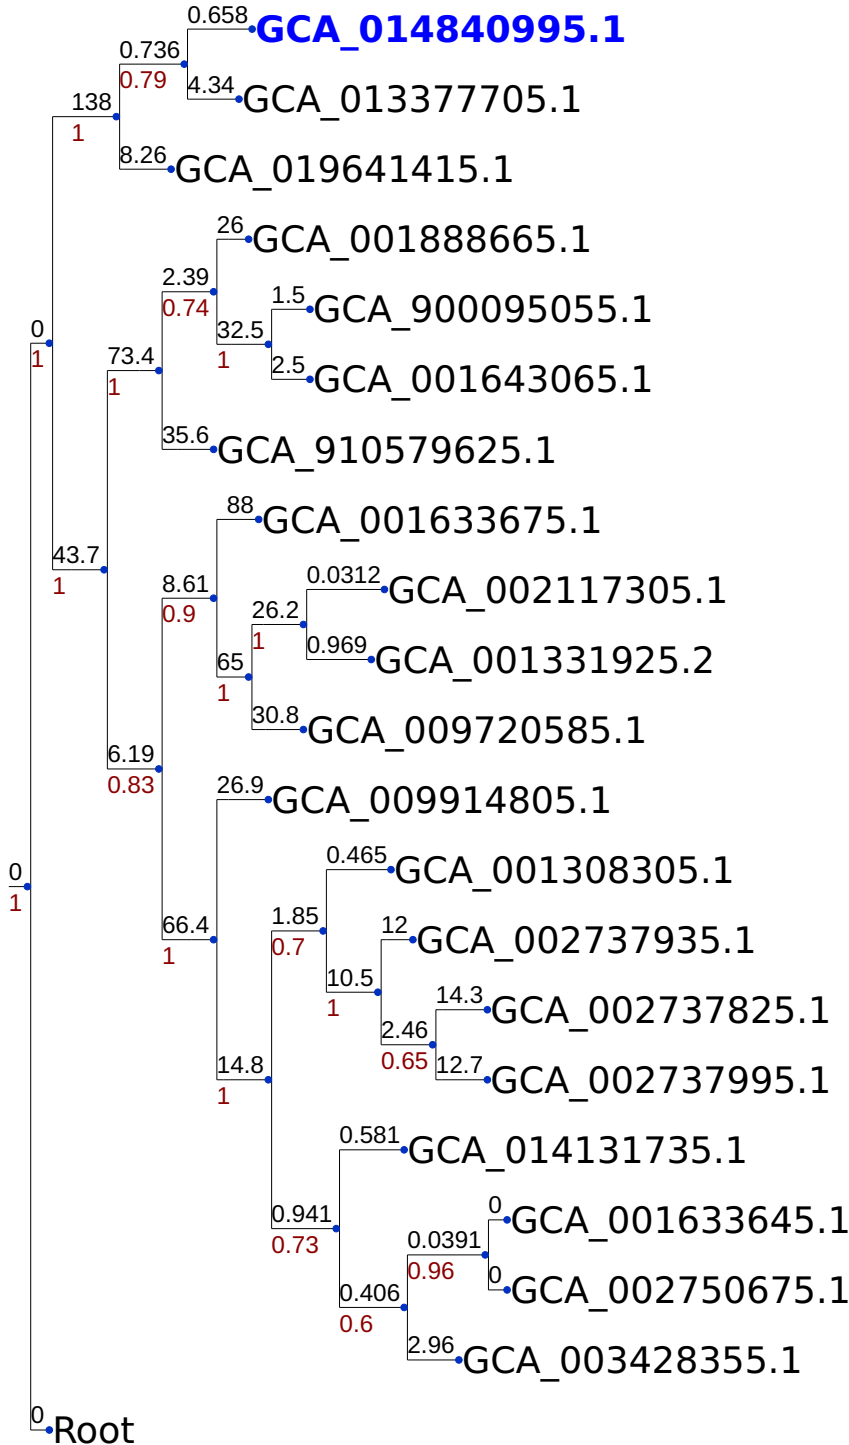 0.658
GCA_014840995.1
0.736
0.79
4.34
GCA_013377705.1
138
1
8.26
GCA_019641415.1
26
GCA_001888665.1
2.39
0.74
1.5
GCA_900095055.1
32.5
1
0
1
73.4
1
2.5
GCA_001643065.1
35.6
GCA_910579625.1
88
GCA_001633675.1
43.7
1
8.61
0.9
0.0312
GCA_002117305.1
26.2
1
0.969
GCA_001331925.2
65
1
30.8
GCA_009720585.1
6.19
0.83
26.9
GCA_009914805.1
0
1
0.465
GCA_001308305.1
1.85
0.7
66.4
1
12
GCA_002737935.1
10.5
1
14.3
GCA_002737825.1
2.46
0.65
14.8
1
12.7
GCA_002737995.1
0.581
GCA_014131735.1
0.941
0.73
0
GCA_001633645.1
0.0391
0.96
0
GCA_002750675.1
0.406
0.6
2.96
GCA_003428355.1
0
Root